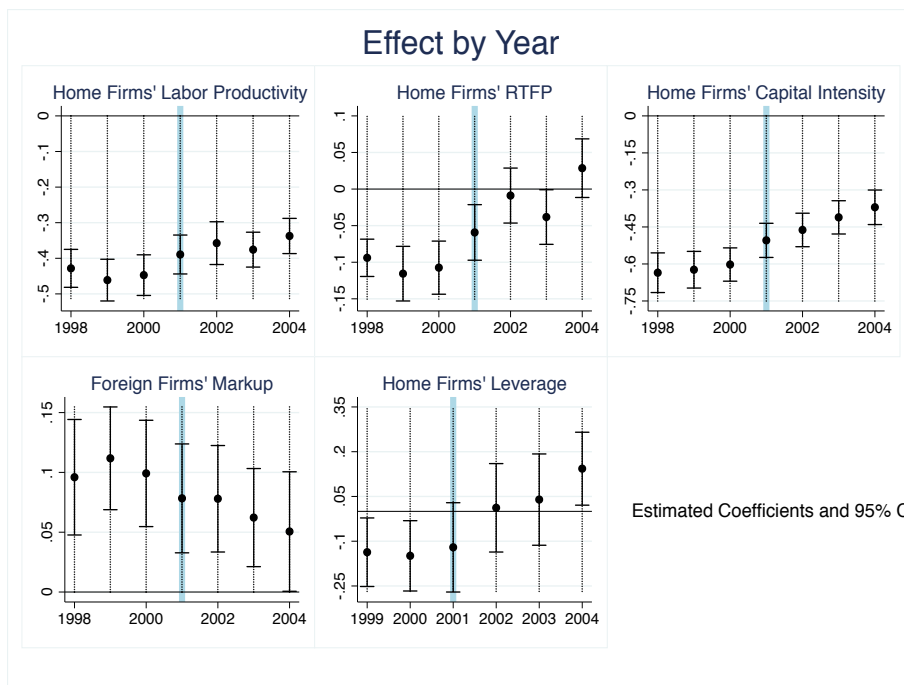 Effect by Year
Home Firms' Labor Productivity
0
-.1
-.2
-.3
-.4
-.5
1998 2000 2002 2004
Home Firms' RTFP
.1
.05
0
-.05
-.1
-.15
1998 2000 2002 2004
Home Firms' Capital Intensity
0
-.15
-.3
-.45
-.6
-.75
1998 2000 2002 2004
Foreign Firms' Markup
.15
.1
.05
0
1998 2000 2002 2004
Home Firms' Leverage
.35
.2
.05
-.1
-.25
1999 2000 2001 2002 2003 2004
Estimated Coefficients and 95% C